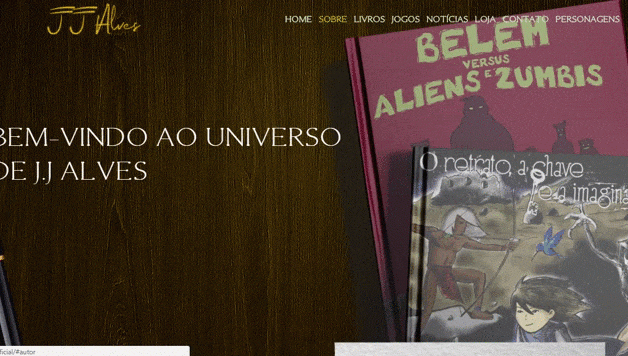 JJ Alves
HOME SOBRE LIVROS JOGOS NOTÍCIAS LOJA CONTATO PERSONAGENS
BELÉM
VERSUS
ALIENS E ZUMBIS
BEM-VINDO AO UNIVERSO
DE J.J ALVES
O retrato, a chave
e a imagina
ficial/#autor